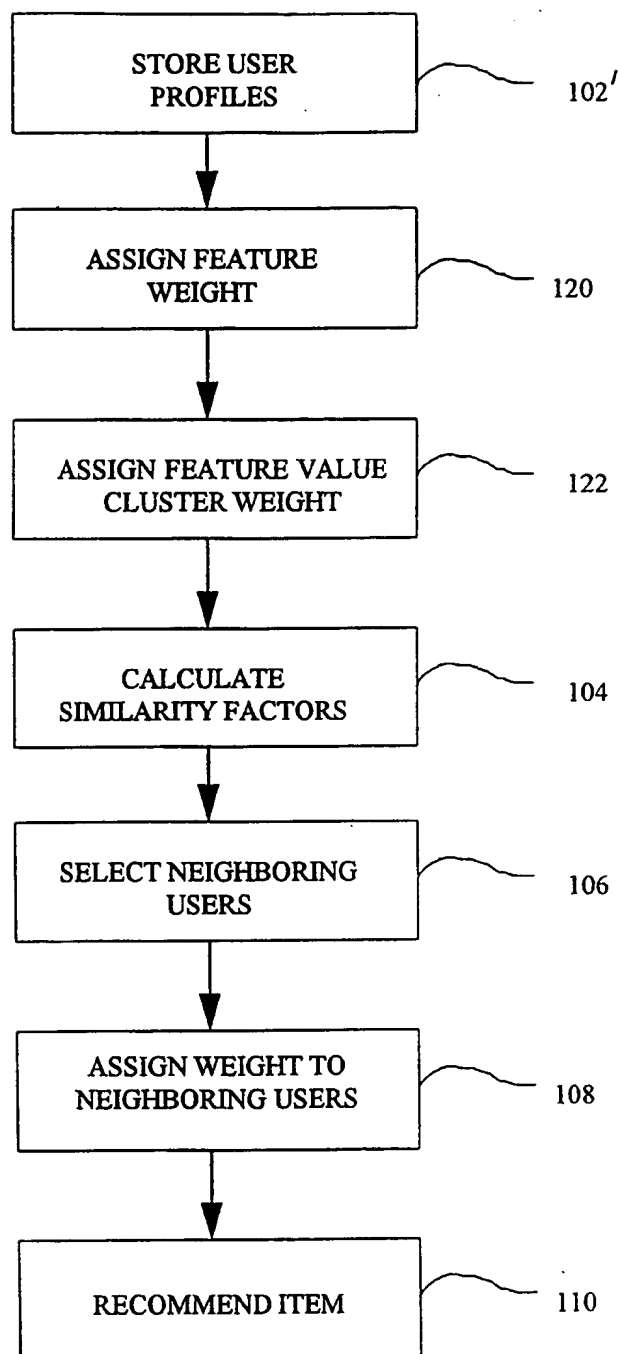 STORE USER
PROFILES
102'
ASSIGN FEATURE
WEIGHT
120
ASSIGN FEATURE VALUE
CLUSTER WEIGHT
122
CALCULATE
SIMILARITY FACTORS
104
SELECT NEIGHBORING
USERS
106
ASSIGN WEIGHT TO
NEIGHBORING USERS
108
RECOMMEND ITEM
110